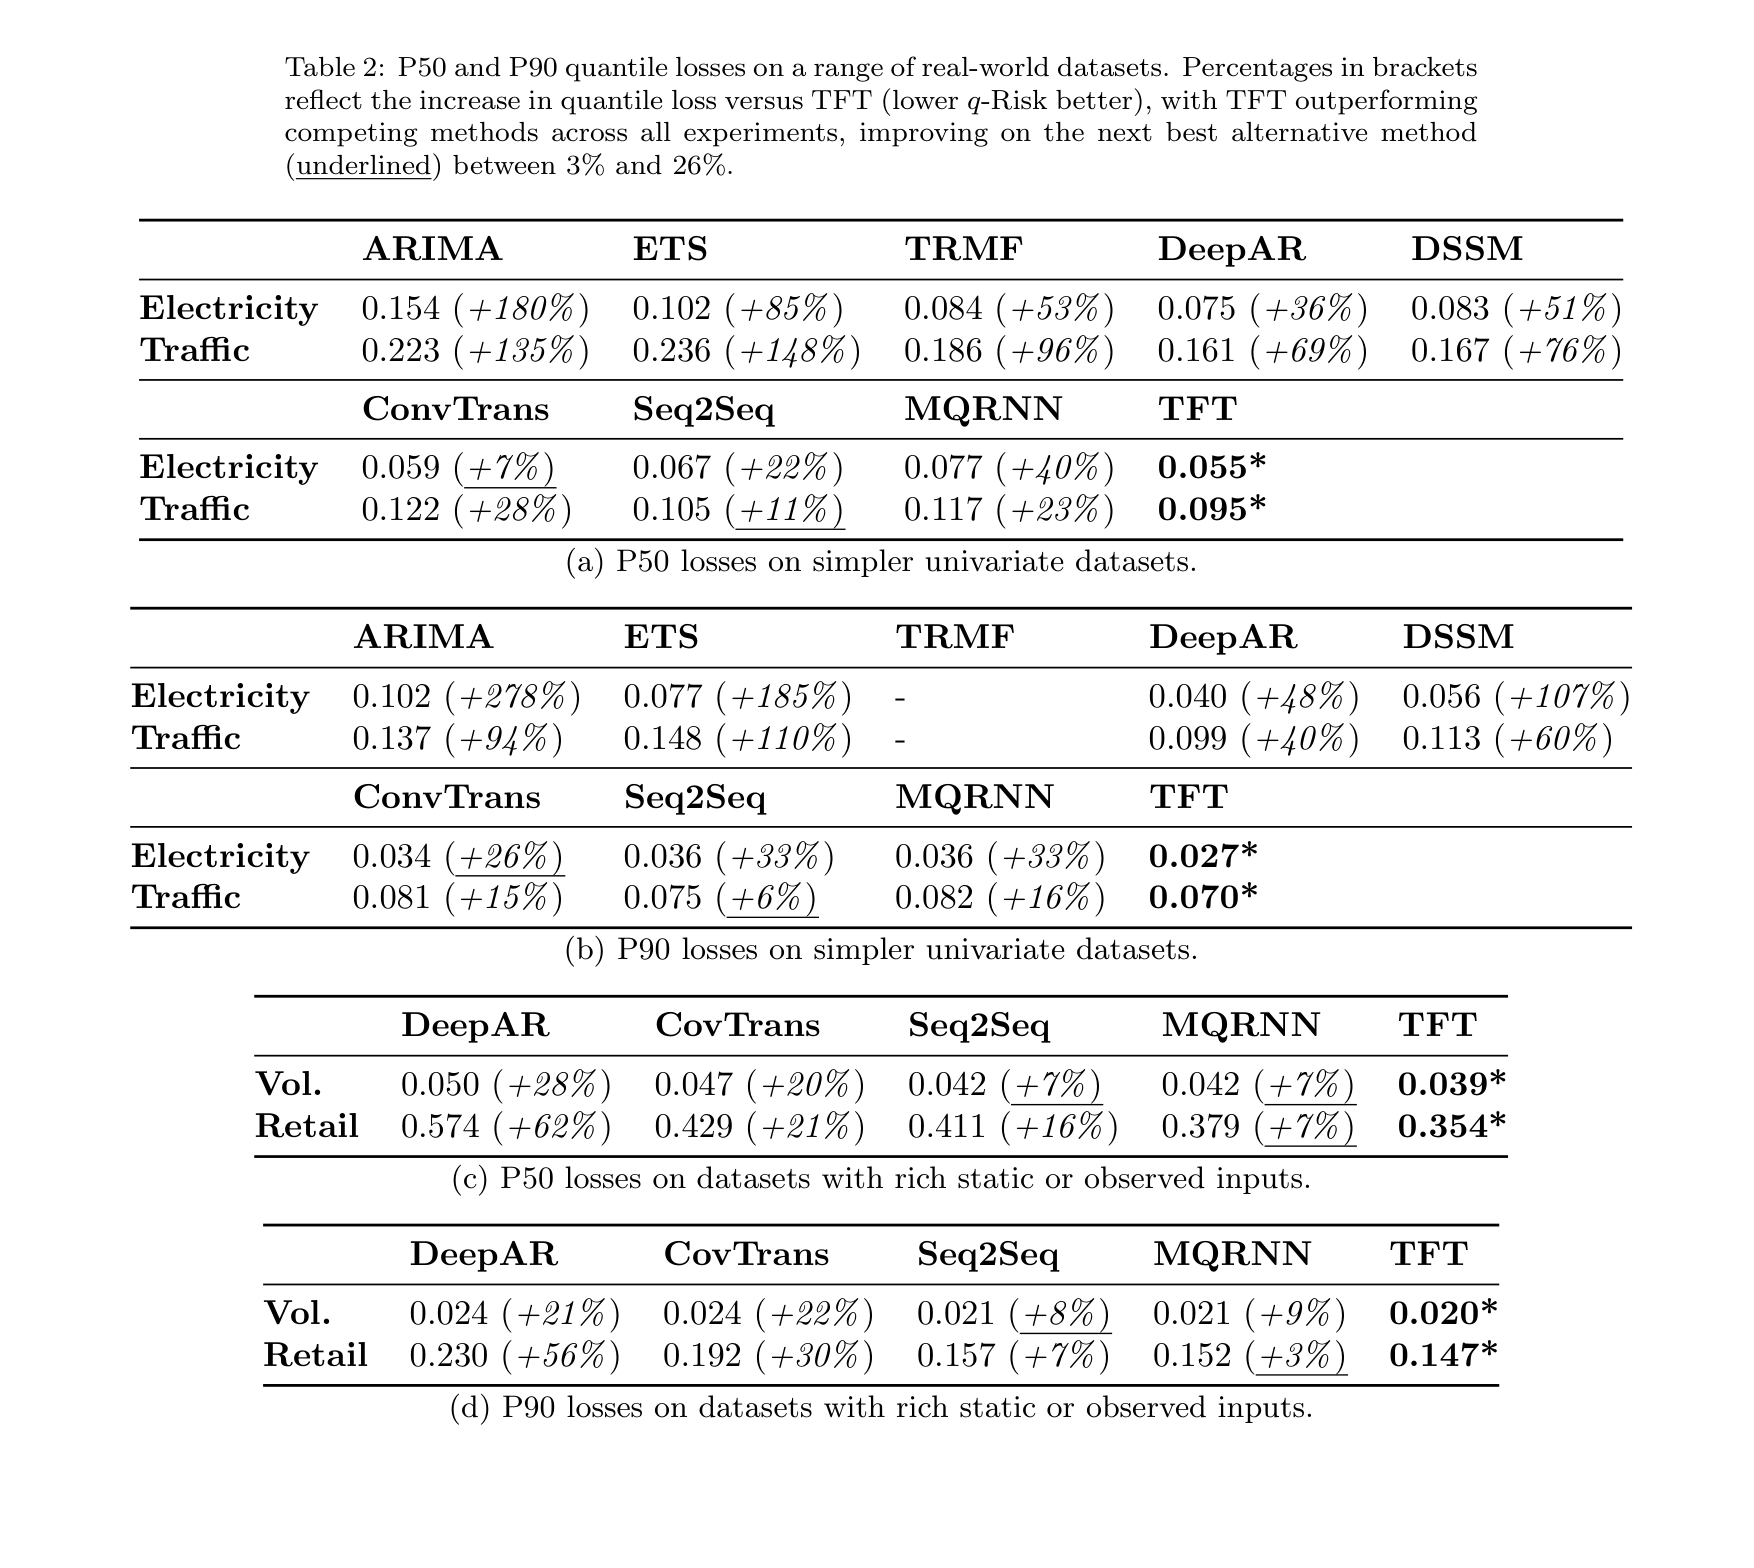 Table 2: P50 and P90 quantile losses on a range of real-world datasets. Percentages in brackets
reflect the increase in quantile loss versus TFT (lower q-Risk better), with TFT outperforming
competing methods across all experiments, improving on the next best alternative method
(underlined) between 3% and 26%.
ARIMA ETS TRMF DeepAR DSSM
Electricity 0.154 (+180%) 0.102 (+85%) 0.084 (+53%) 0.075 (+36%) 0.083 (+51%)
Traffic 0.223 (+135%) 0.236 (+148%) 0.186 (+96%) 0.161 (+69%) 0.167 (+76%)
ConvTrans Seq2Seq MQRNN TFT
Electricity 0.059 (+7%) 0.067 (+22%) 0.077 (+40%) 0.055*
Traffic 0.122 (+28%) 0.105 (+11%) 0.117 (+23%) 0.095*
(a) P50 losses on simpler univariate datasets.
ARIMA ETS TRMF DeepAR DSSM
Electricity 0.102 (+278%) 0.077 (+185%) - 0.040 (+48%) 0.056 (+107%)
Traffic 0.137 (+94%) 0.148 (+110%) - 0.099 (+40%) 0.113 (+60%)
ConvTrans Seq2Seq MQRNN TFT
Electricity 0.034 (+26%) 0.036 (+33%) 0.036 (+33%) 0.027*
Traffic 0.081 (+15%) 0.075 (+6%) 0.082 (+16%) 0.070*
(b) P90 losses on simpler univariate datasets.
DeepAR CovTrans Seq2Seq MQRNN TFT
Vol. 0.050 (+28%) 0.047 (+20%) 0.042 (+7%) 0.042 (+7%) 0.039*
Retail 0.574 (+62%) 0.429 (+21%) 0.411 (+16%) 0.379 (+7%) 0.354*
(c) P50 losses on datasets with rich static or observed inputs.
DeepAR CovTrans Seq2Seq MQRNN TFT
Vol. 0.024 (+21%) 0.024 (+22%) 0.021 (+8%) 0.021 (+9%) 0.020*
Retail 0.230 (+56%) 0.192 (+30%) 0.157 (+7%) 0.152 (+3%) 0.147*
(d) P90 losses on datasets with rich static or observed inputs.